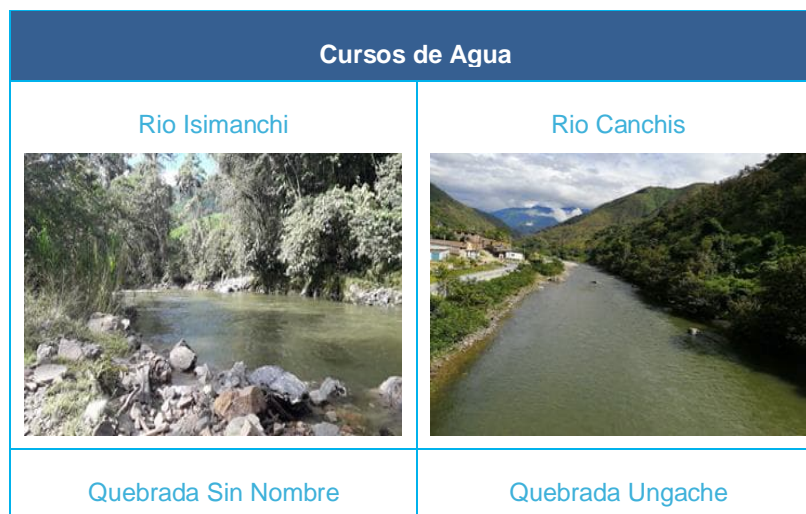 Cursos de Agua
Rio Isimanchi
Rio Canchis
Quebrada Sin Nombre
Quebrada Ungache